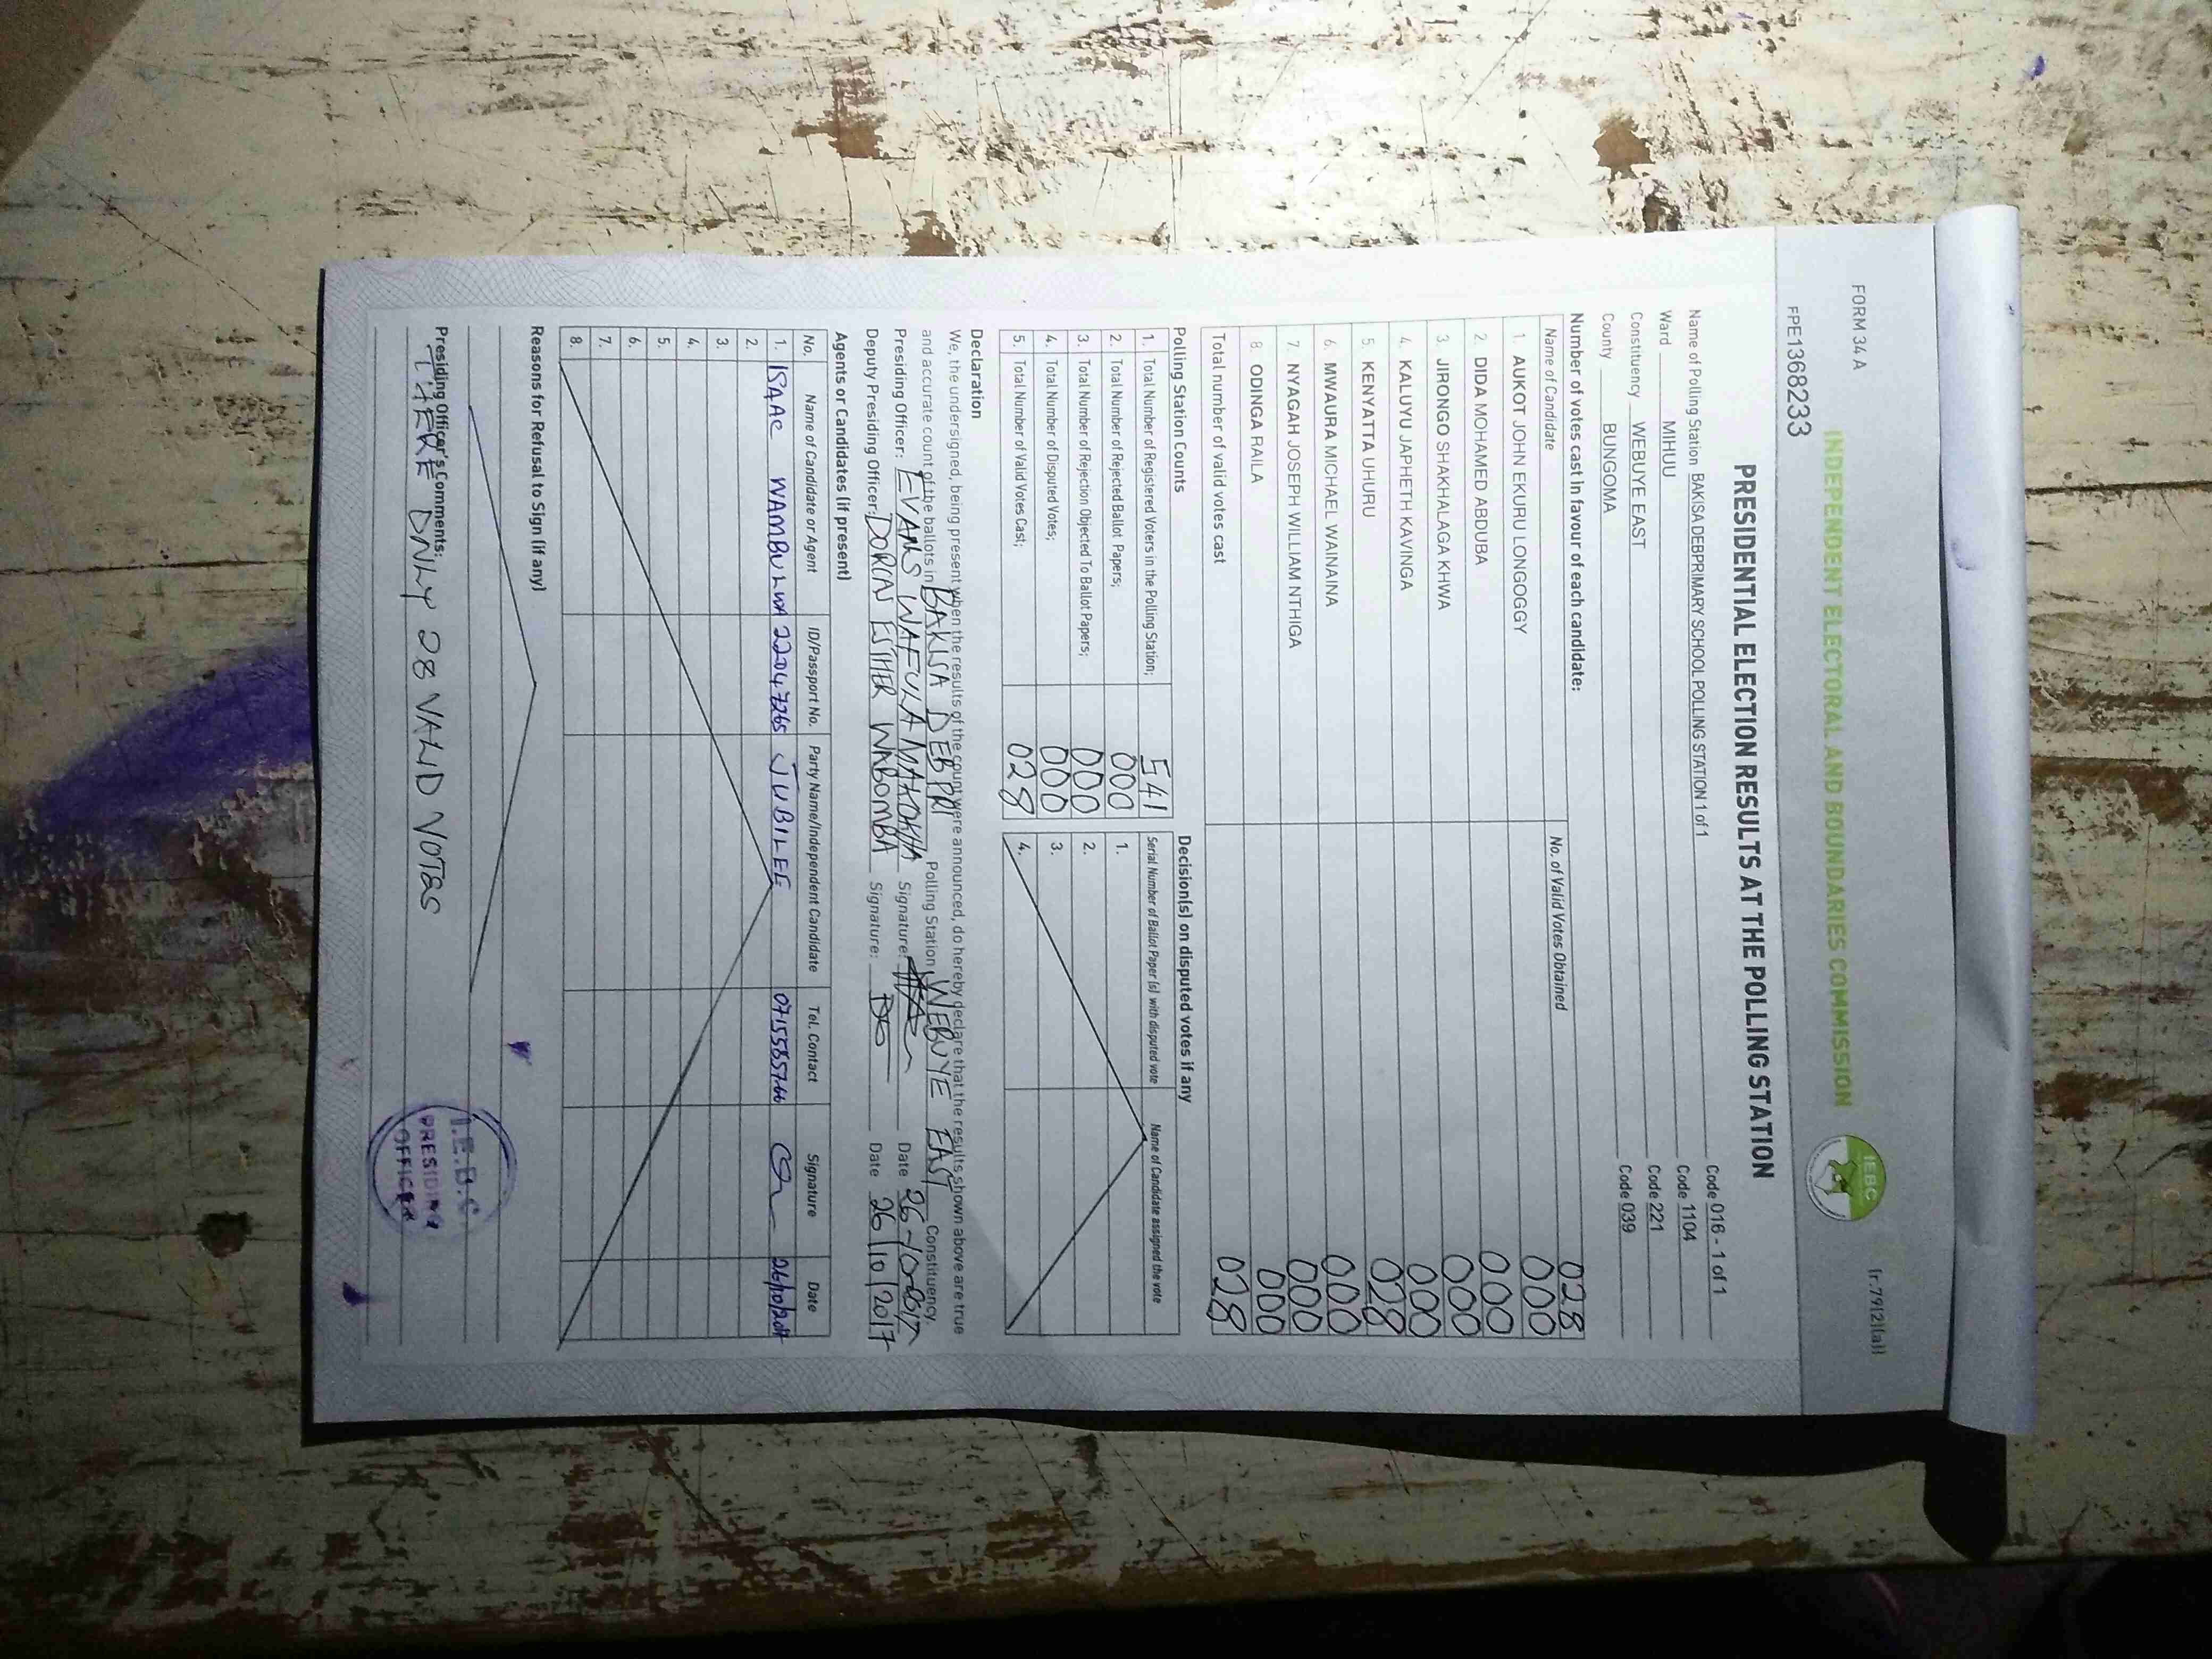 FORM 34 A
(r.79(2)(a))
INDEPENDENT ELECTORAL AND BOUNDARIES COMMISSION
IEBC
FPE1368233
PRESIDENTIAL ELECTION RESULTS AT THE POLLING STATION
Name of Polling Station BAKISA DEBPRIMARY SCHOOL POLLING STATION 1 of 1 Code 016 - 1 of 1
Ward MIHUU Code 1104
Constituency WEBUYE EAST Code 221
County BUNGOMA Code 039
Number of votes cast in favour of each candidate:
Name of Candidate No. of Valid Votes Obtained 028
1. AUKOT JOHN EKURU LONGOGGY 000
2. DIDA MOHAMED ABDUBA 000
3. JIRONGO SHAKHALAGA KHWA 000
4. KALUYU JAPHETH KAVINGA 000
5. KENYATTA UHURU 028
6. MWAURA MICHAEL WAINAINA 000
7. NYAGAH JOSEPH WILLIAM NTHIGA 000
8. ODINGA RAILA 000
Total number of valid votes cast 028
Polling Station Counts
1. Total Number of Registered Voters in the Polling Station; 541
2. Total Number of Rejected Ballot Papers; 000
3. Total Number of Rejection Objected To Ballot Papers; 000
4. Total Number of Disputed Votes; 000
5. Total Number of Valid Votes Cast; 028
Decision(s) on disputed votes if any
Serial Number of Ballot Paper (s) with disputed vote Name of Candidate assigned the vote
1.
2.
3.
4.
Declaration
We, the undersigned, being present when the results of the count were announced, do hereby declare that the results shown above are true
and accurate count of the ballots in BAKISA DEB PRI Polling Station WEBUYE EAST Constituency.
Presiding Officer: EVANS WAFULA MAKOKHA Signature: Date 26-10-2017
Deputy Presiding Officer: DORIN ESTHER WABOMBA Signature: Date 26/10/2017
Agents or Candidates (if present)
No. Name of Candidate or Agent ID/Passport No. Party Name/Independent Candidate Tel. Contact Signature Date
1. ISAAC WAMBULWA 22047265 JUBILEE 0715585766 26/10/2017
2.
3.
4.
5.
6.
7.
8.
Reasons for Refusal to Sign (if any)
Presiding Officer's Comments:
THERE ONLY 28 VALID VOTES
I.E.B.C
PRESIDING
OFFICER